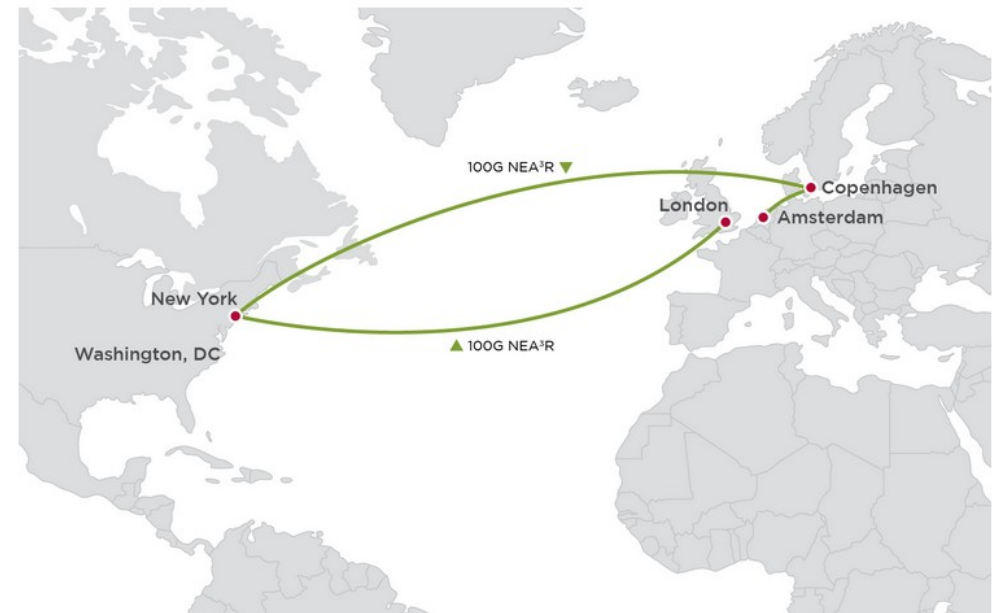 100G NEA³R ▼
Copenhagen
London
Amsterdam
New York
▲ 100G NEA³R
Washington, DC